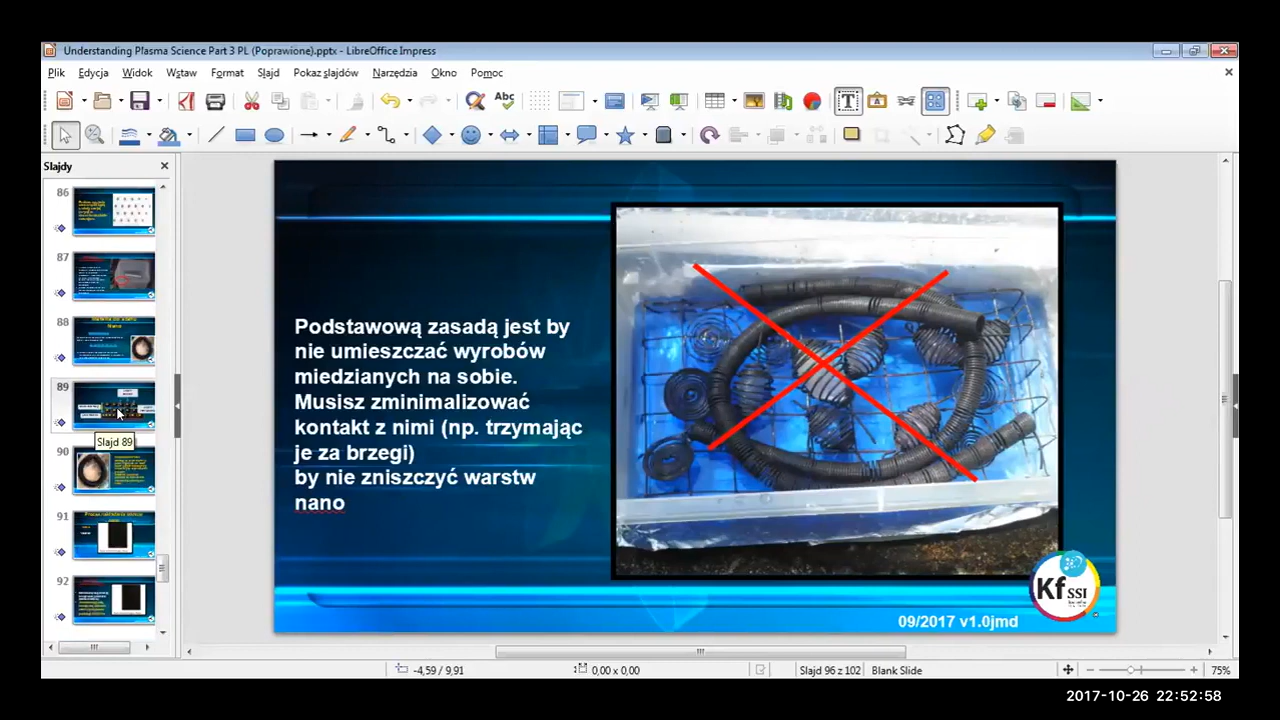 Understanding Plasma Science Part 3 PL (Poprawione).pptx - LibreOffice Impress
Plik Edycja Widok Wstaw Format Slajd Pokaz slajdów Narzędzia Okno Pomoc
Abc
Slajdy
86
87
88
89
Slajd 89
90
91
92
Podstawową zasadą jest by
nie umieszczać wyrobów
miedzianych na sobie.
Musisz zminimalizować
kontakt z nimi (np. trzymając
je za brzegi)
by nie zniszczyć warstw
nano
Kf SSI
09/2017 v1.0jmd
-4,59 / 9,91 0,00 x 0,00 Slajd 96 z 102 Blank Slide 75%
2017-10-26 22:52:58